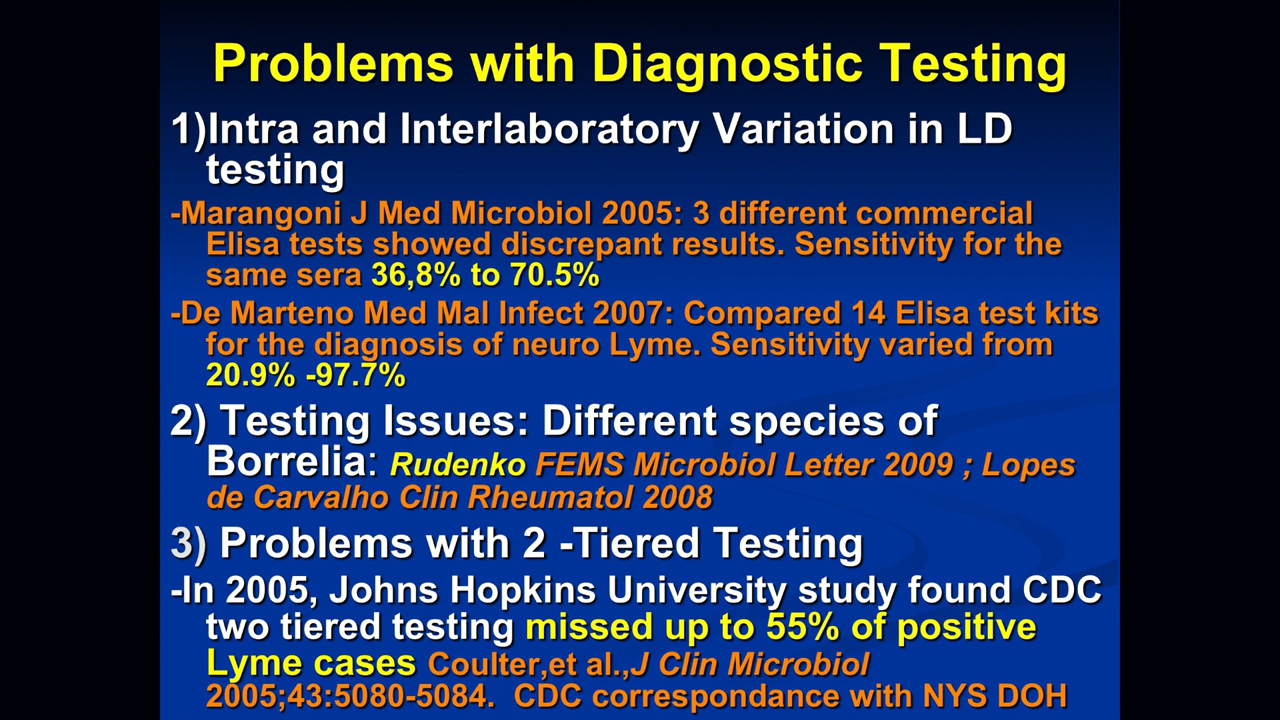 Problems with Diagnostic Testing
1)Intra and Interlaboratory Variation in LD
testing
-Marangoni J Med Microbiol 2005: 3 different commercial
Elisa tests showed discrepant results. Sensitivity for the
same sera 36,8% to 70.5%
-De Marteno Med Mal Infect 2007: Compared 14 Elisa test kits
for the diagnosis of neuro Lyme. Sensitivity varied from
20.9% -97.7%
2) Testing Issues: Different species of
Borrelia: Rudenko FEMS Microbiol Letter 2009 ; Lopes
de Carvalho Clin Rheumatol 2008
3) Problems with 2 -Tiered Testing
-In 2005, Johns Hopkins University study found CDC
two tiered testing missed up to 55% of positive
Lyme cases Coulter,et al.,J Clin Microbiol
2005;43:5080-5084. CDC correspondance with NYS DOH